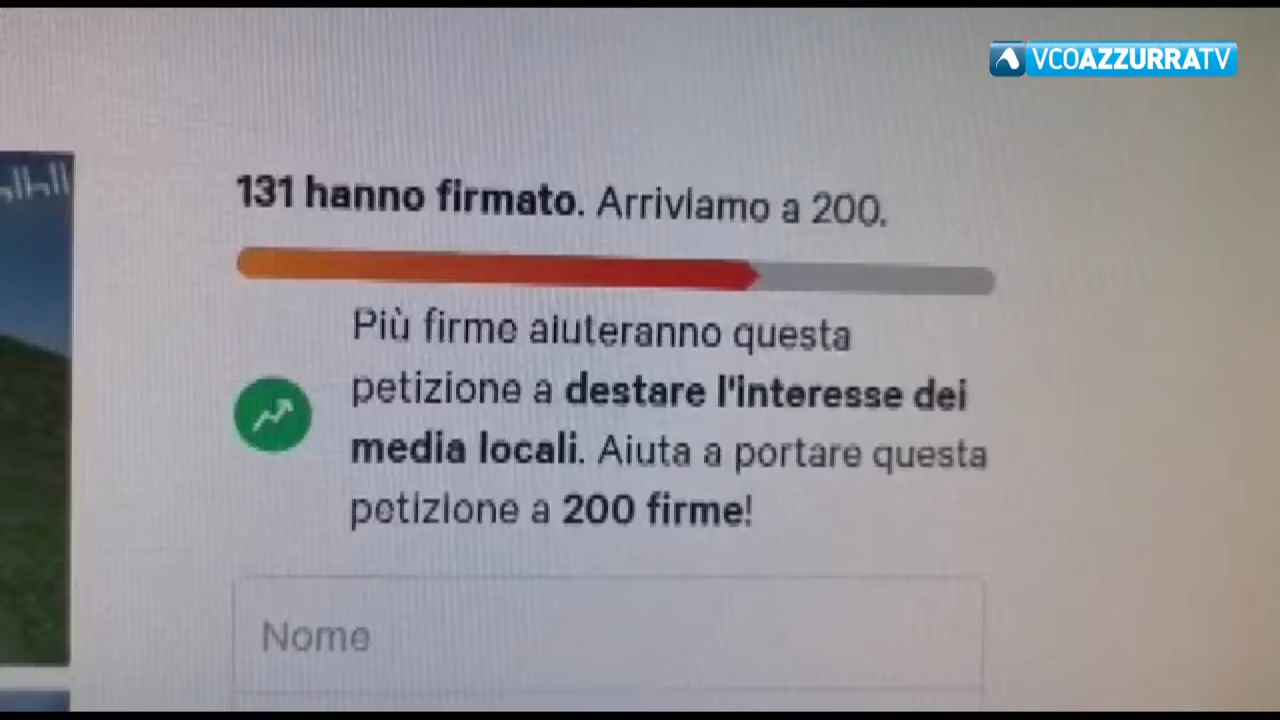 VCOAZZURRATV
131 hanno firmato. Arriviamo a 200.
Più firme aiuteranno questa
petizione a destare l'interesse dei
media locali. Aiuta a portare questa
petizione a 200 firme!
Nome